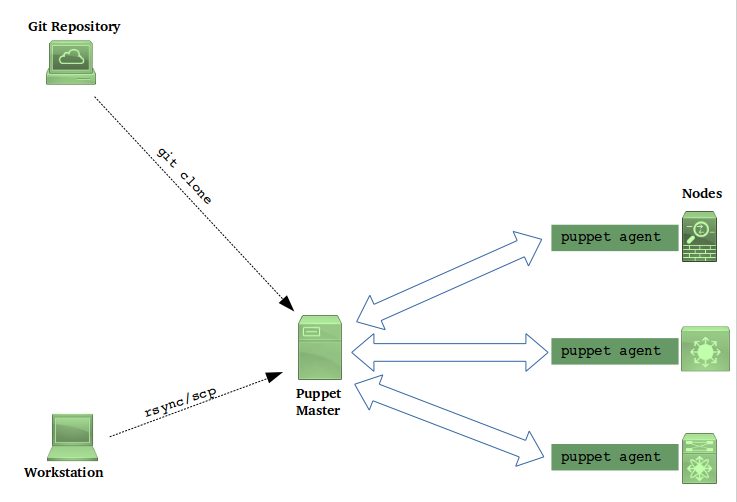 Git Repository
git clone
Nodes
puppet agent
puppet agent
Puppet
Master
rsync/scp
puppet agent
Workstation